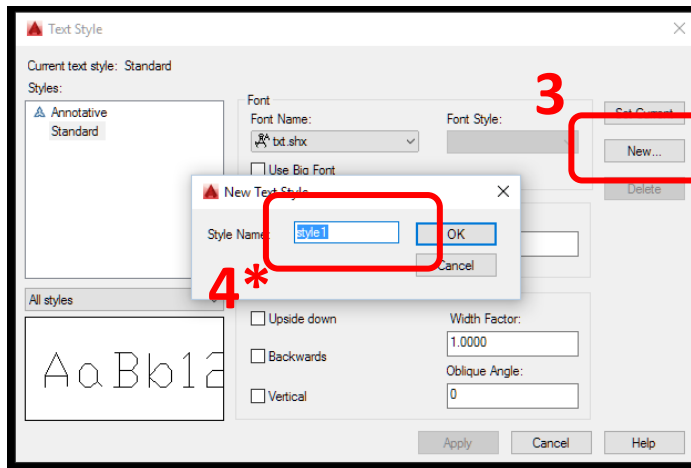 Text Style
Current text style: Standard
Styles:
Annotative
Standard
Font
Font Name:
txt.shx
Use Big Font
Font Style:
3
Set Current
New...
Delete
New Text Style
Style Name:
style1
OK
Cancel
4*
All styles
AaBb12
Upside down
Backwards
Vertical
Width Factor:
1.0000
Oblique Angle:
0
Apply
Cancel
Help